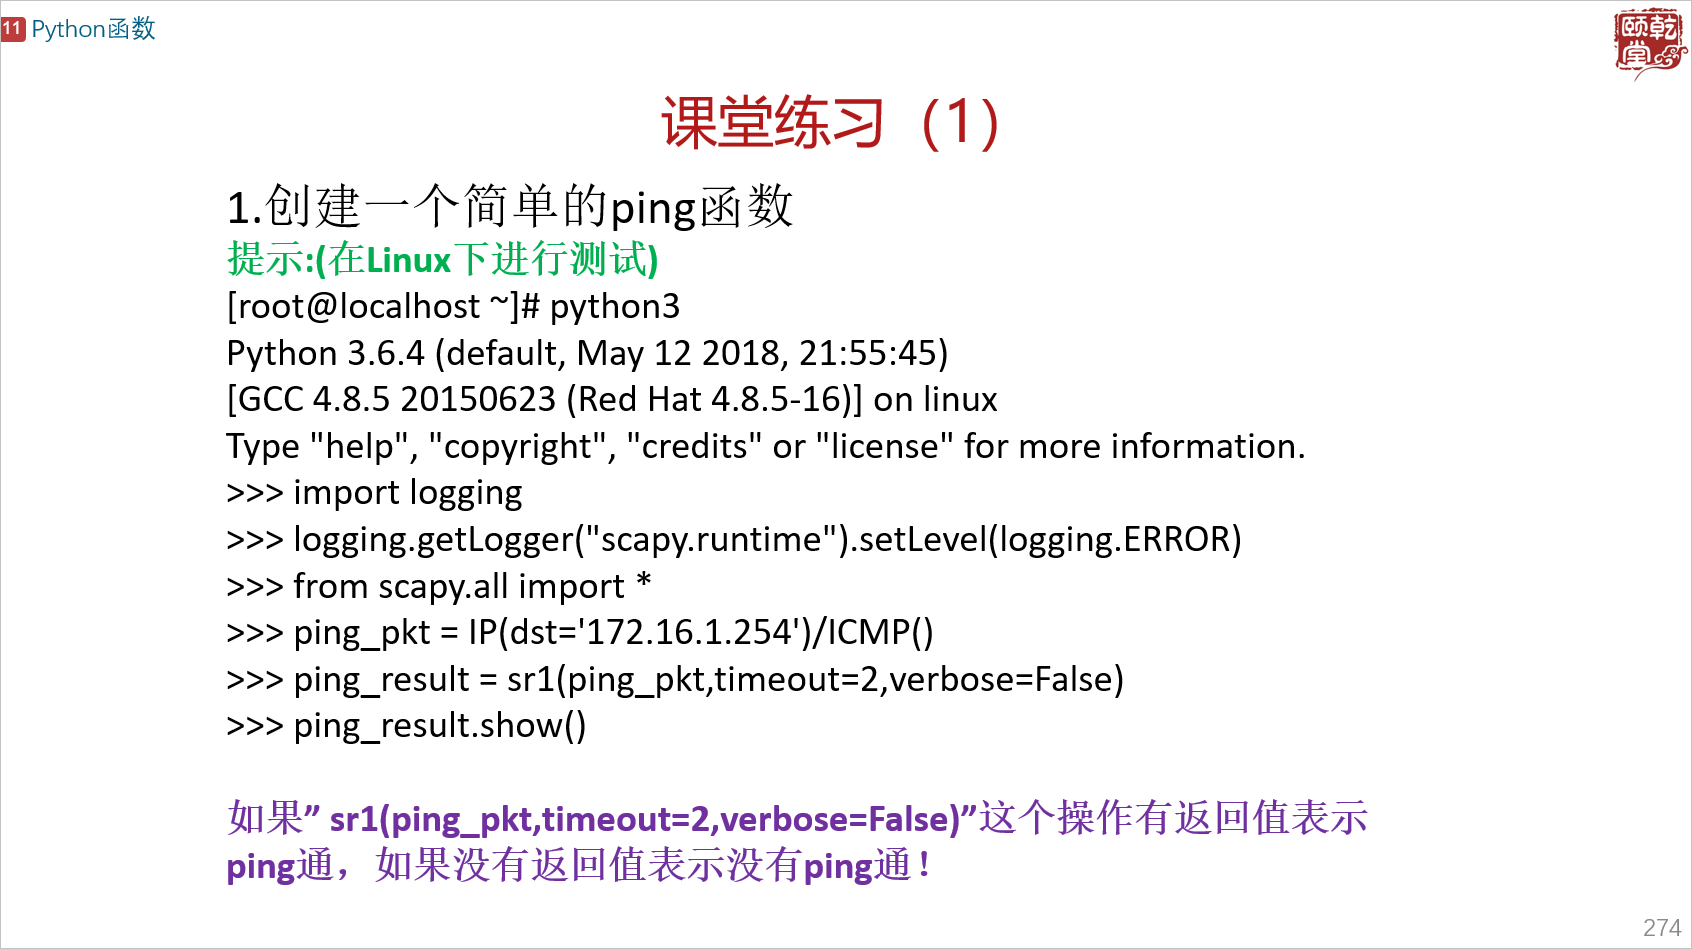 11 Python函数
颐乾堂
课堂练习（1）
1.创建一个简单的ping函数
提示:(在Linux下进行测试)
[root@localhost ~]# python3
Python 3.6.4 (default, May 12 2018, 21:55:45)
[GCC 4.8.5 20150623 (Red Hat 4.8.5-16)] on linux
Type "help", "copyright", "credits" or "license" for more information.
>>> import logging
>>> logging.getLogger("scapy.runtime").setLevel(logging.ERROR)
>>> from scapy.all import *
>>> ping_pkt = IP(dst='172.16.1.254')/ICMP()
>>> ping_result = sr1(ping_pkt,timeout=2,verbose=False)
>>> ping_result.show()
如果” sr1(ping_pkt,timeout=2,verbose=False)”这个操作有返回值表示
ping通，如果没有返回值表示没有ping通！
274